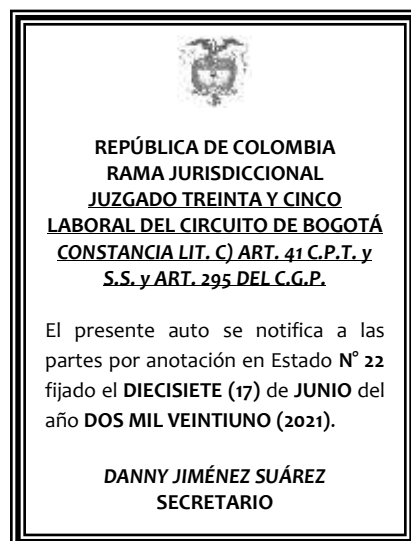 REPÚBLICA DE COLOMBIA
RAMA JURISDICCIONAL
JUZGADO TREINTA Y CINCO
LABORAL DEL CIRCUITO DE BOGOTÁ
CONSTANCIA LIT. C) ART. 41 C.P.T. y
S.S. y ART. 295 DEL C.G.P.
El presente auto se notifica a las
partes por anotación en Estado N° 22
fijado el DIECISIETE (17) de JUNIO del
año DOS MIL VEINTIUNO (2021).
DANNY JIMÉNEZ SUÁREZ
SECRETARIO